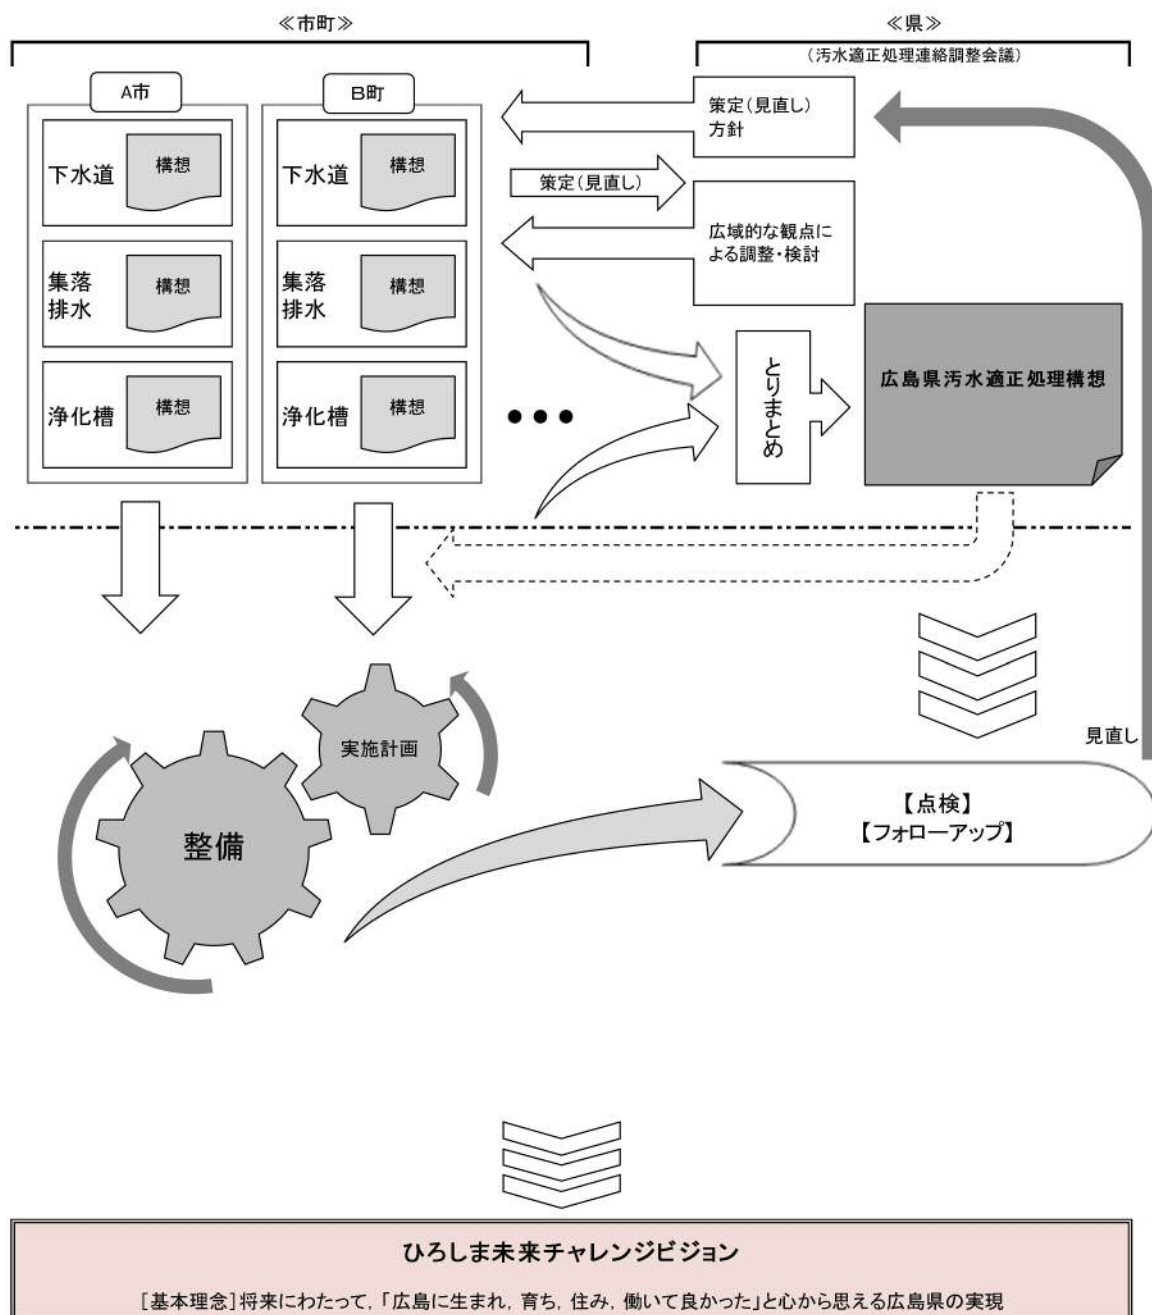 ≪市町≫
≪県≫
(汚水適正処理連絡調整会議)
A市
B町
下水道
構想
集落
排水
構想
浄化槽
構想
下水道
構想
集落
排水
構想
浄化槽
構想
策定(見直し)
方針
策定(見直し)
広域的な観点に
よる調整・検討
●●●
とりまとめ
広島県汚水適正処理構想
実施計画
整備
見直し
【点検】
【フォローアップ】
ひろしま未来チャレンジビジョン
[基本理念]将来にわたって,「広島に生まれ,育ち,住み,働いて良かった」と心から思える広島県の実現